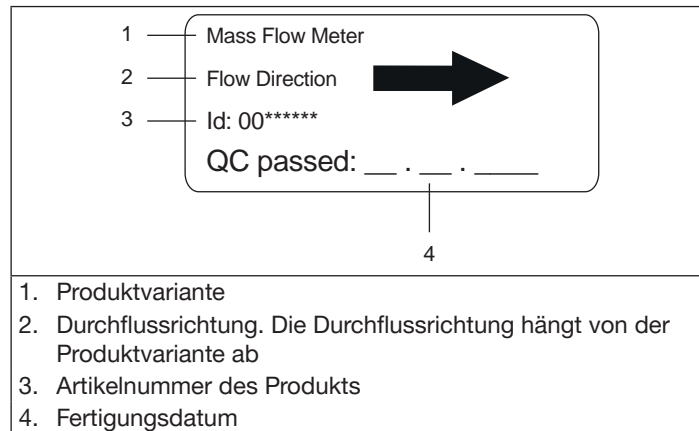 1 Mass Flow Meter
2 Flow Direction
3 Id: 00******
QC passed: __ . __ . ____
4
1. Produktvariante
2. Durchflussrichtung. Die Durchflussrichtung hängt von der
Produktvariante ab
3. Artikelnummer des Produkts
4. Fertigungsdatum